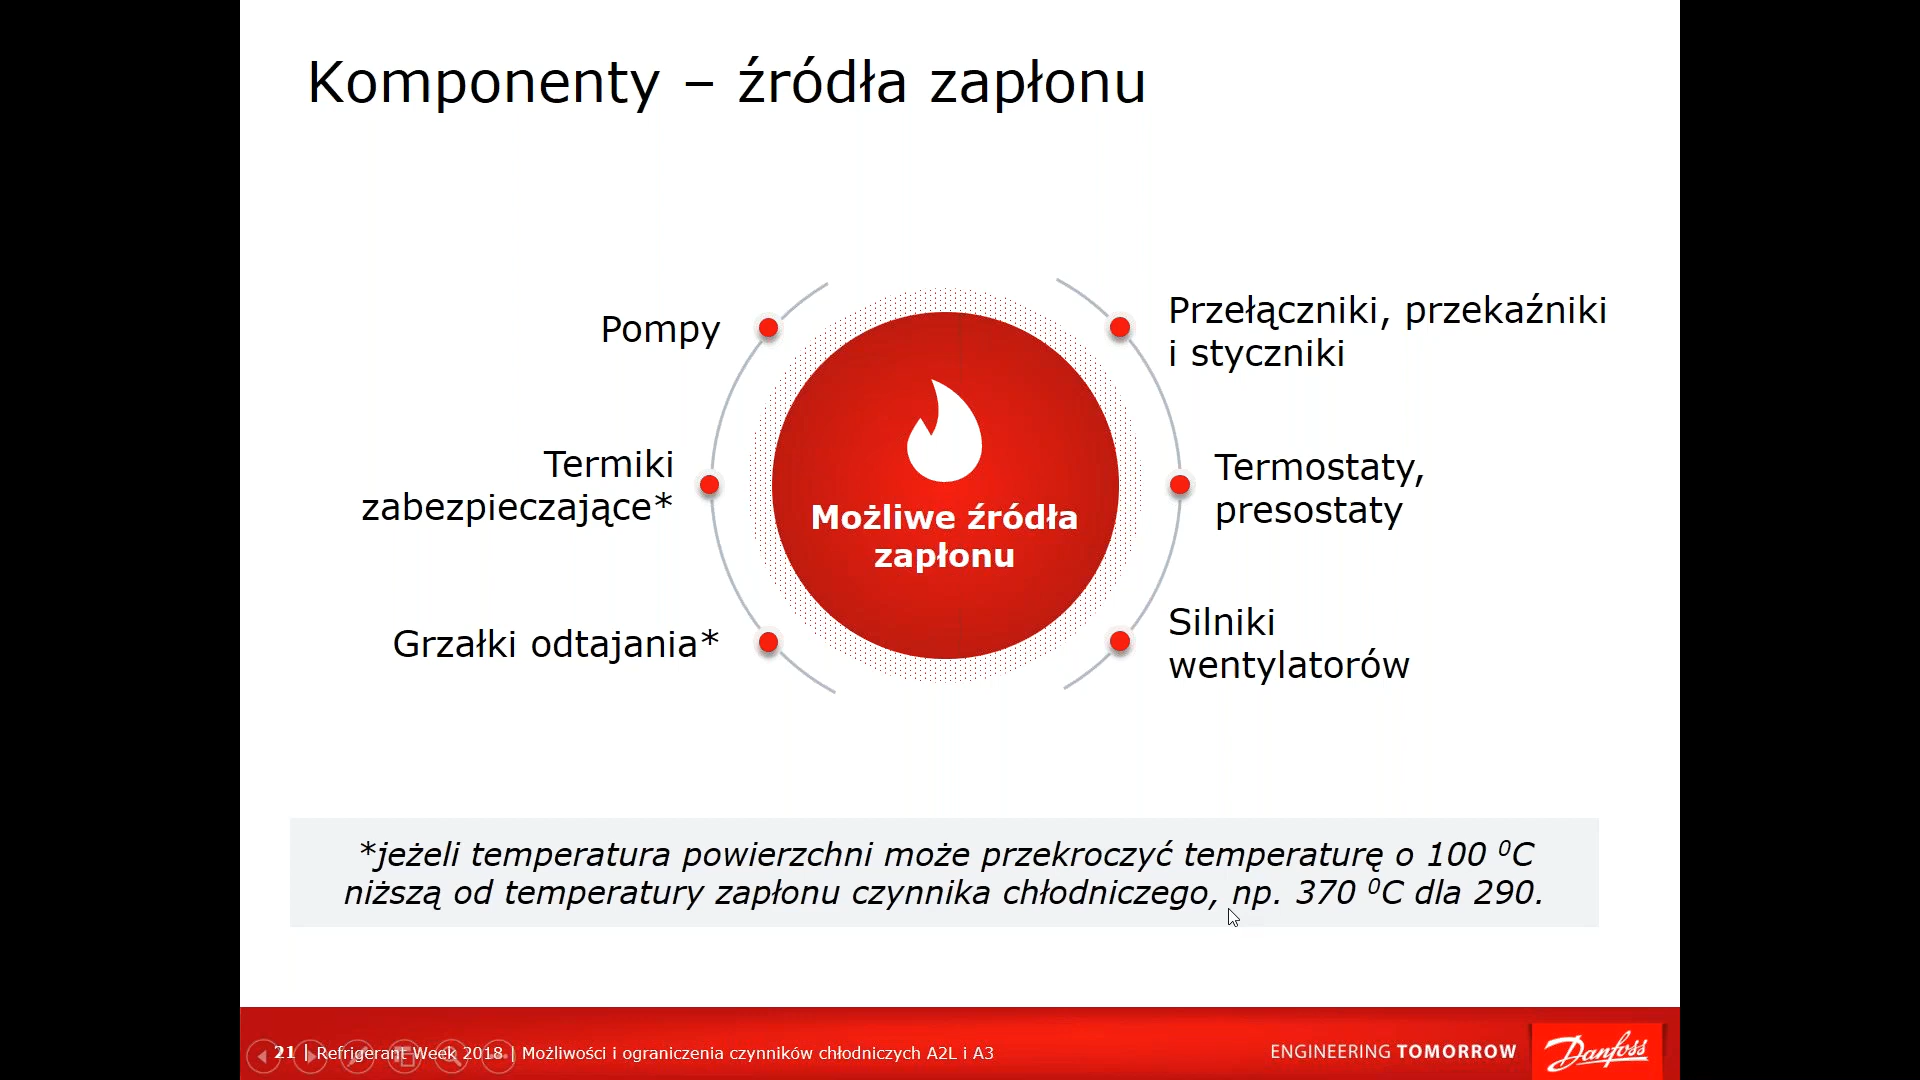 Komponenty – źródła zapłonu
Pompy
Przełączniki, przekaźniki
i styczniki
Termiki
zabezpieczające*
Termostaty,
presostaty
Możliwe źródła
zapłonu
Grzałki odtajania*
Silniki
wentylatorów
*jeżeli temperatura powierzchni może przekroczyć temperaturę o 100 ⁰C
niższą od temperatury zapłonu czynnika chłodniczego, np. 370 ⁰C dla 290.
21 | Refrigerant Week 2018 | Możliwości i ograniczenia czynników chłodniczych A2L i A3
ENGINEERING TOMORROW
Danfoss